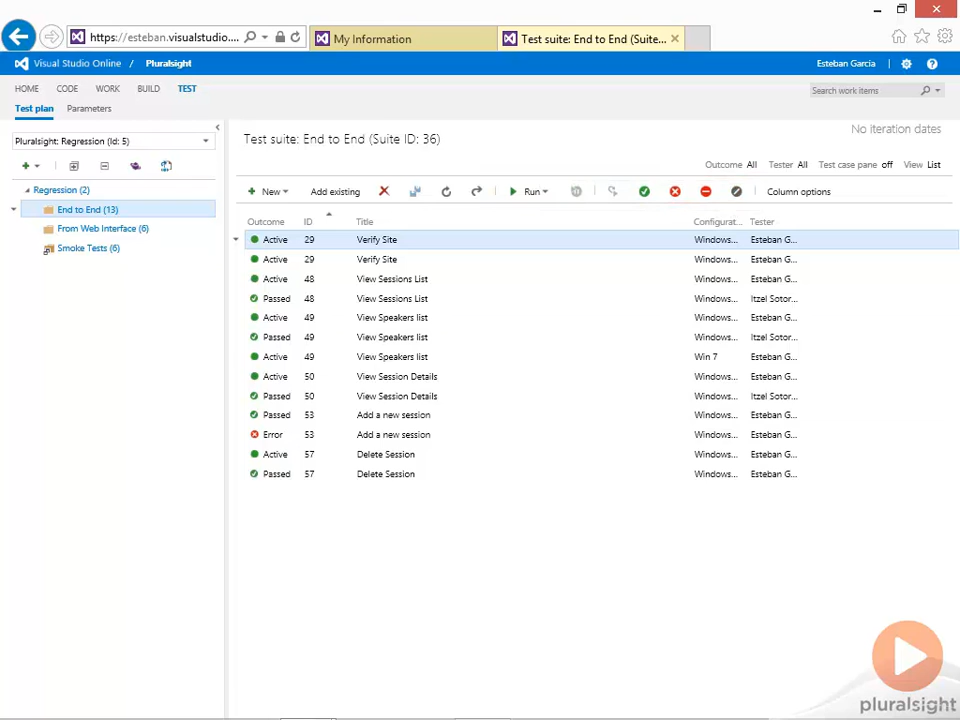 https://esteban.visualstudio....
My Information
Test suite: End to End (Suite...
Visual Studio Online / Pluralsight
Esteban Garcia
HOME CODE WORK BUILD TEST
Search work items
Test plan Parameters
Pluralsight: Regression (Id: 5)
Regression (2)
End to End (13)
From Web Interface (6)
Smoke Tests (6)
Test suite: End to End (Suite ID: 36)
No iteration dates
Outcome All Tester All Test case pane off View List
New Add existing Run Column options
Outcome ID Title Configurat... Tester
Active 29 Verify Site Windows... Esteban G...
Active 29 Verify Site Windows... Esteban G...
Active 48 View Sessions List Windows... Esteban G...
Passed 48 View Sessions List Windows... Itzel Sotor...
Active 49 View Speakers list Windows... Esteban G...
Passed 49 View Speakers list Windows... Itzel Sotor...
Active 49 View Speakers list Win 7 Esteban G...
Active 50 View Session Details Windows... Esteban G...
Passed 50 View Session Details Windows... Itzel Sotor...
Passed 53 Add a new session Windows... Esteban G...
Error 53 Add a new session Windows... Esteban G...
Active 57 Delete Session Windows... Esteban G...
Passed 57 Delete Session Windows... Esteban G...
pluralsight